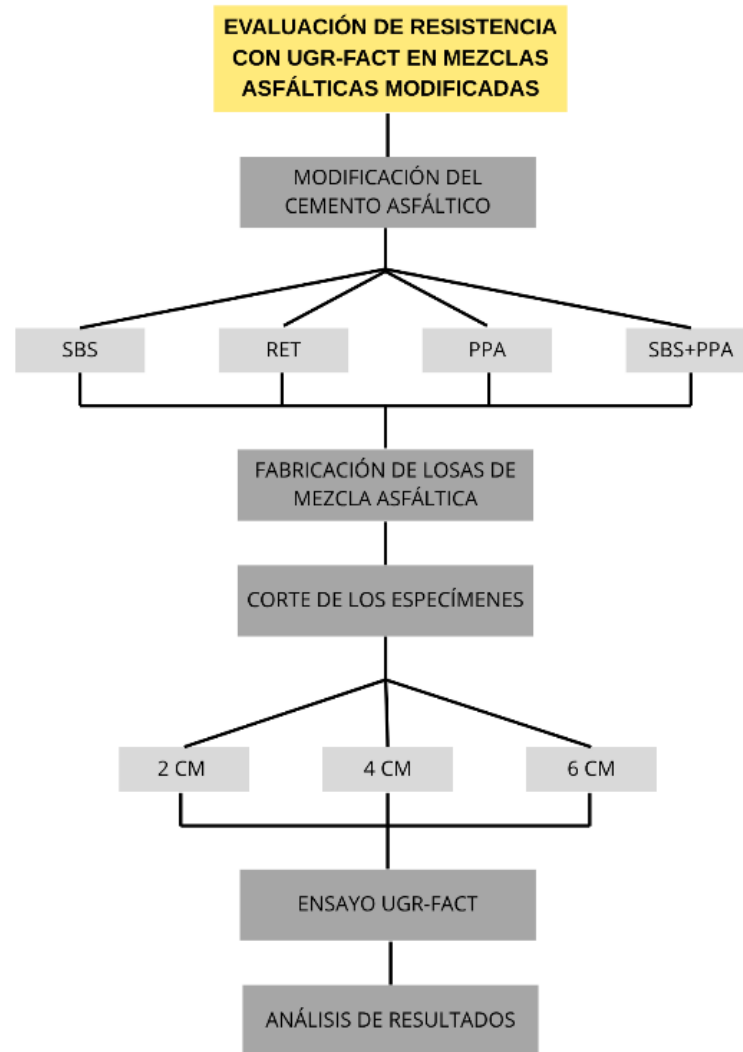 EVALUACIÓN DE RESISTENCIA
CON UGR-FACT EN MEZCLAS
ASFÁLTICAS MODIFICADAS
MODIFICACIÓN DEL
CEMENTO ASFÁLTICO
SBS
RET
PPA
SBS+PPA
FABRICACIÓN DE LOSAS DE
MEZCLA ASFÁLTICA
CORTE DE LOS ESPECÍMENES
2 CM
4 CM
6 CM
ENSAYO UGR-FACT
ANÁLISIS DE RESULTADOS